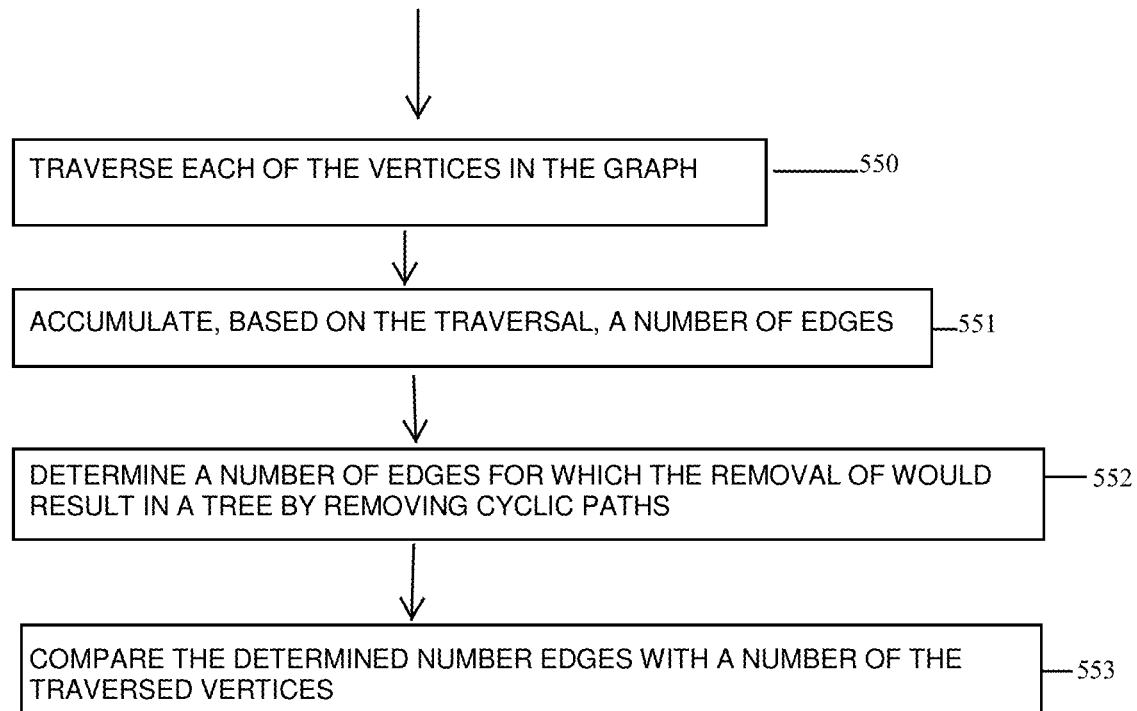 TRAVERSE EACH OF THE VERTICES IN THE GRAPH
550
ACCUMULATE, BASED ON THE TRAVERSAL, A NUMBER OF EDGES
551
DETERMINE A NUMBER OF EDGES FOR WHICH THE REMOVAL OF WOULD
RESULT IN A TREE BY REMOVING CYCLIC PATHS
552
COMPARE THE DETERMINED NUMBER EDGES WITH A NUMBER OF THE
TRAVERSED VERTICES
553